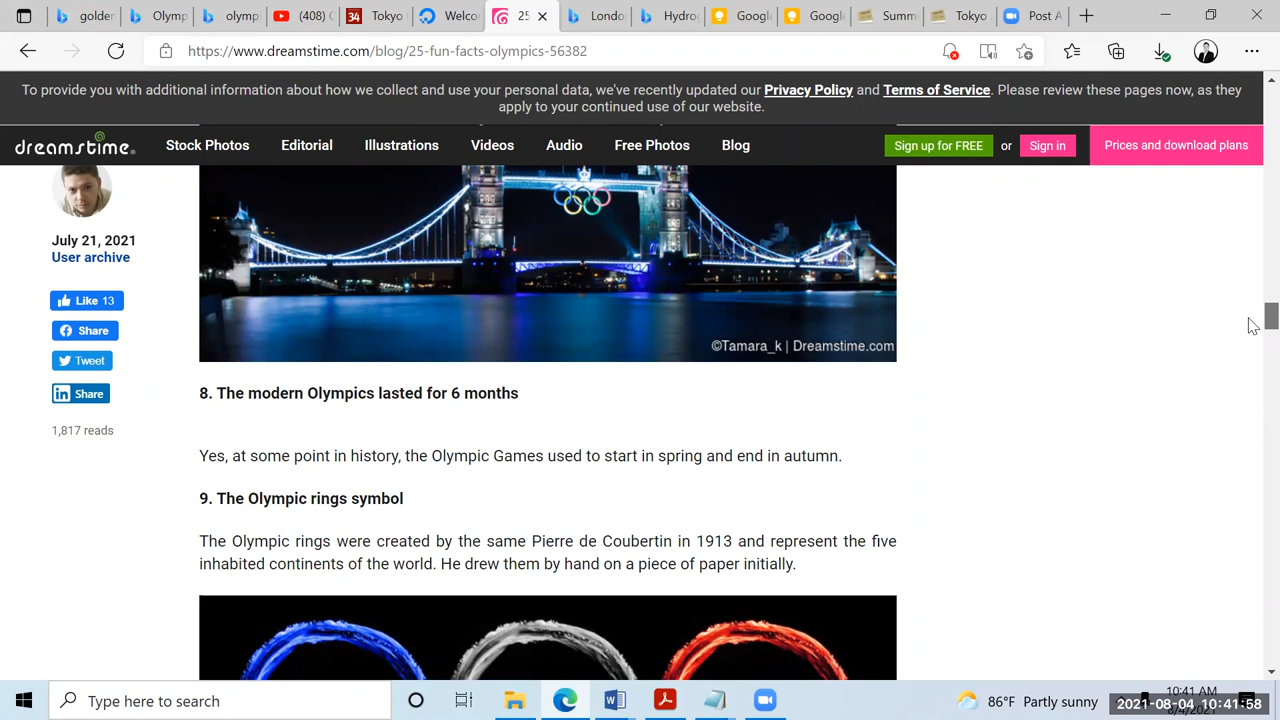 golder
Olymp
olymp
(408) C
34 Tokyo
Welcor
25
Londo
Hydro
Googl
Googl
Summ
Tokyo
Post A
https://www.dreamstime.com/blog/25-fun-facts-olympics-56382
To provide you with additional information about how we collect and use your personal data, we've recently updated our Privacy Policy and Terms of Service. Please review these pages now, as they
apply to your continued use of our website.
dreamstime Stock Photos Editorial Illustrations Videos Audio Free Photos Blog Sign up for FREE or Sign in Prices and download plans
July 21, 2021
User archive
Like 13
Share
Tweet
in Share
1,817 reads
©Tamara_k | Dreamstime.com
8. The modern Olympics lasted for 6 months
Yes, at some point in history, the Olympic Games used to start in spring and end in autumn.
9. The Olympic rings symbol
The Olympic rings were created by the same Pierre de Coubertin in 1913 and represent the five
inhabited continents of the world. He drew them by hand on a piece of paper initially.
Type here to search
86°F Partly sunny
10:41 AM
2021-08-04 10:41:58